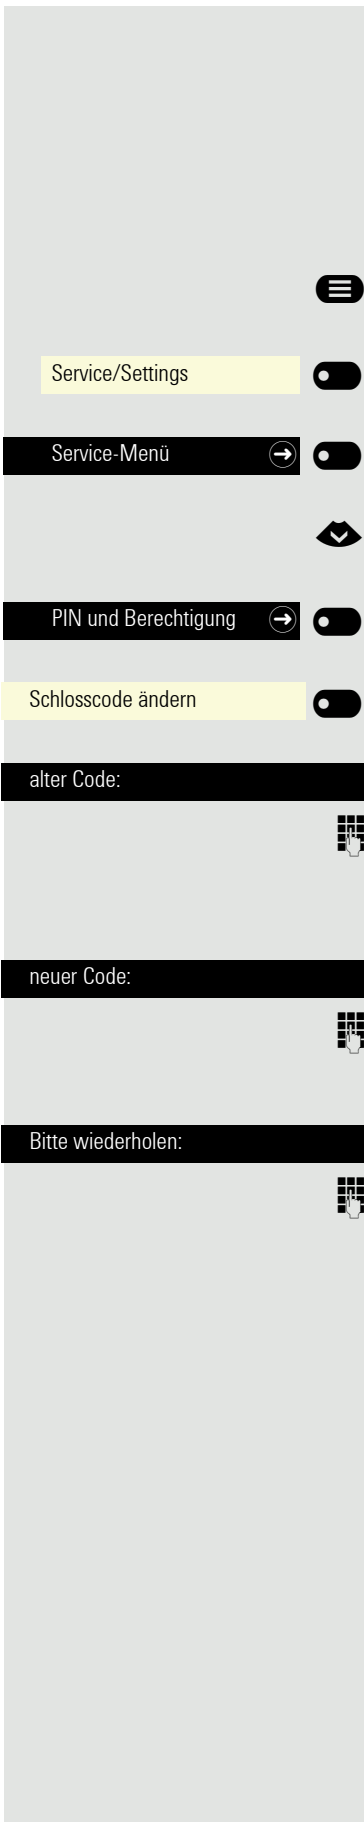 Service/Settings
Service-Menü
PIN und Berechtigung
Schlosscode ändern
alter Code:
neuer Code:
Bitte wiederholen: